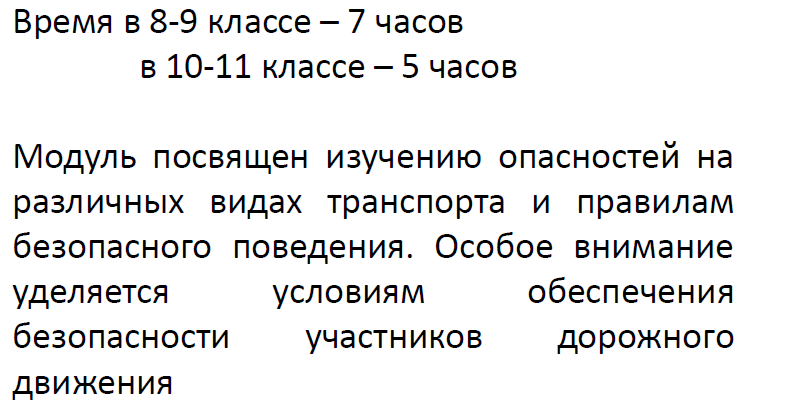 Время в 8-9 классе – 7 часов
в 10-11 классе – 5 часов
Модуль посвящен изучению опасностей на
различных видах транспорта и правилам
безопасного поведения. Особое внимание
уделяется условиям обеспечения
безопасности участников дорожного
движения